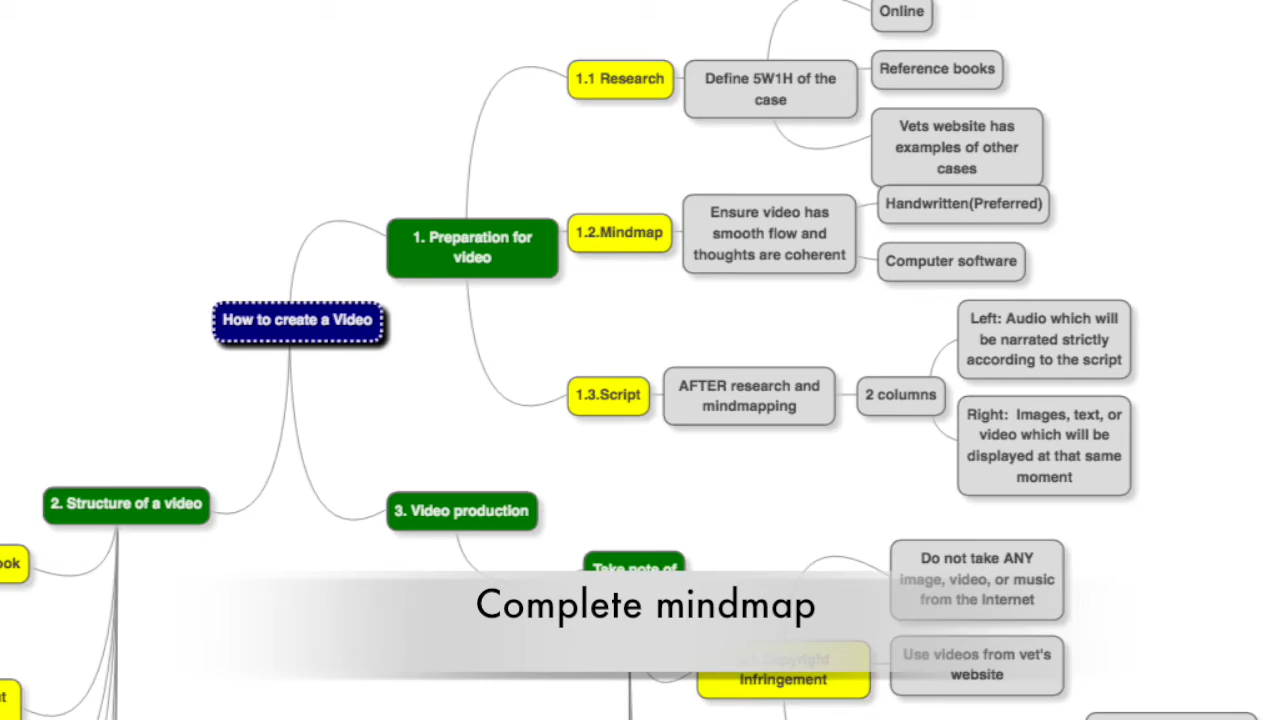 Online
1.1 Research
Define 5W1H of the
case
Reference books
Vets website has
examples of other
cases
1. Preparation for
video
1.2.Mindmap
Ensure video has
smooth flow and
thoughts are coherent
Handwritten(Preferred)
Computer software
How to create a Video
1.3.Script
AFTER research and
mindmapping
2 columns
Left: Audio which will
be narrated strictly
according to the script
Right:  Images, text, or
video which will be
displayed at that same
moment
2. Structure of a video
3. Video production
ook
Take note of
Do not take ANY
image, video, or music
from the Internet
Complete mindmap
Copyright
Infringement
Use videos from vet's
website